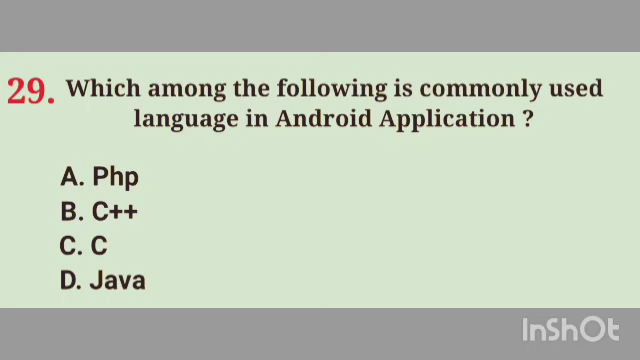 29. Which among the following is commonly used
language in Android Application ?
A. Php
B. C++
C. C
D. Java
InShOt